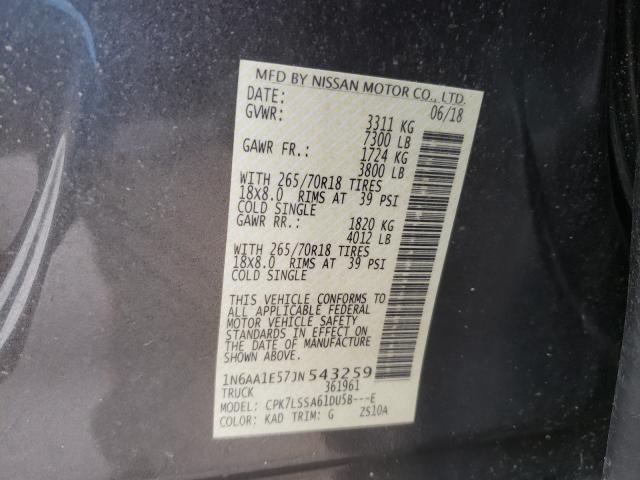 MFD BY NISSAN MOTOR CO., LTD.
DATE: 06/18
GVWR: 3311 KG
7300 LB
GAWR FR.: 1724 KG
3800 LB
WITH 265/70R18 TIRES
18X8.0 RIMS AT 39 PSI
COLD SINGLE
GAWR RR.: 1820 KG
4012 LB
WITH 265/70R18 TIRES
18X8.0 RIMS AT 39 PSI
COLD SINGLE
THIS VEHICLE CONFORMS TO
ALL APPLICABLE FEDERAL
MOTOR VEHICLE SAFETY
STANDARDS IN EFFECT ON
THE DATE OF MANUFACTURE
SHOWN ABOVE.
1N6AA1E57JN543259
TRUCK 361961
MODEL: CPK7LSSA61DU5B---E
COLOR: KAD TRIM: G ZS10A